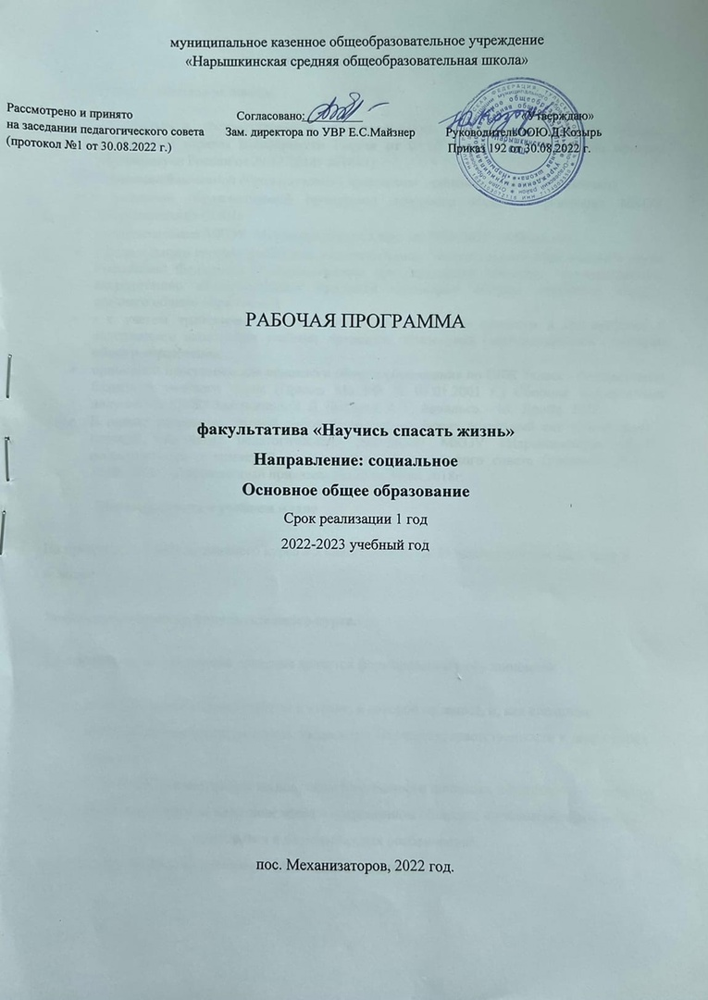 муниципальное казенное общеобразовательное учреждение
«Нарышкинская средняя общеобразовательная школа»
Рассмотрено и принято
на заседании педагогического совета
(протокол №1 от 30.08.2022 г.)
Согласовано:
Зам. директора по УВР Е.С.Майзнер
«Утверждаю»
Руководитель ООЮ.Д.Козырь
Приказ 192 от 30.08.2022 г.
РАБОЧАЯ ПРОГРАММА
факультатива «Научись спасать жизнь»
Направление: социальное
Основное общее образование
Срок реализации 1 год
2022-2023 учебный год
пос. Механизаторов, 2022 год.